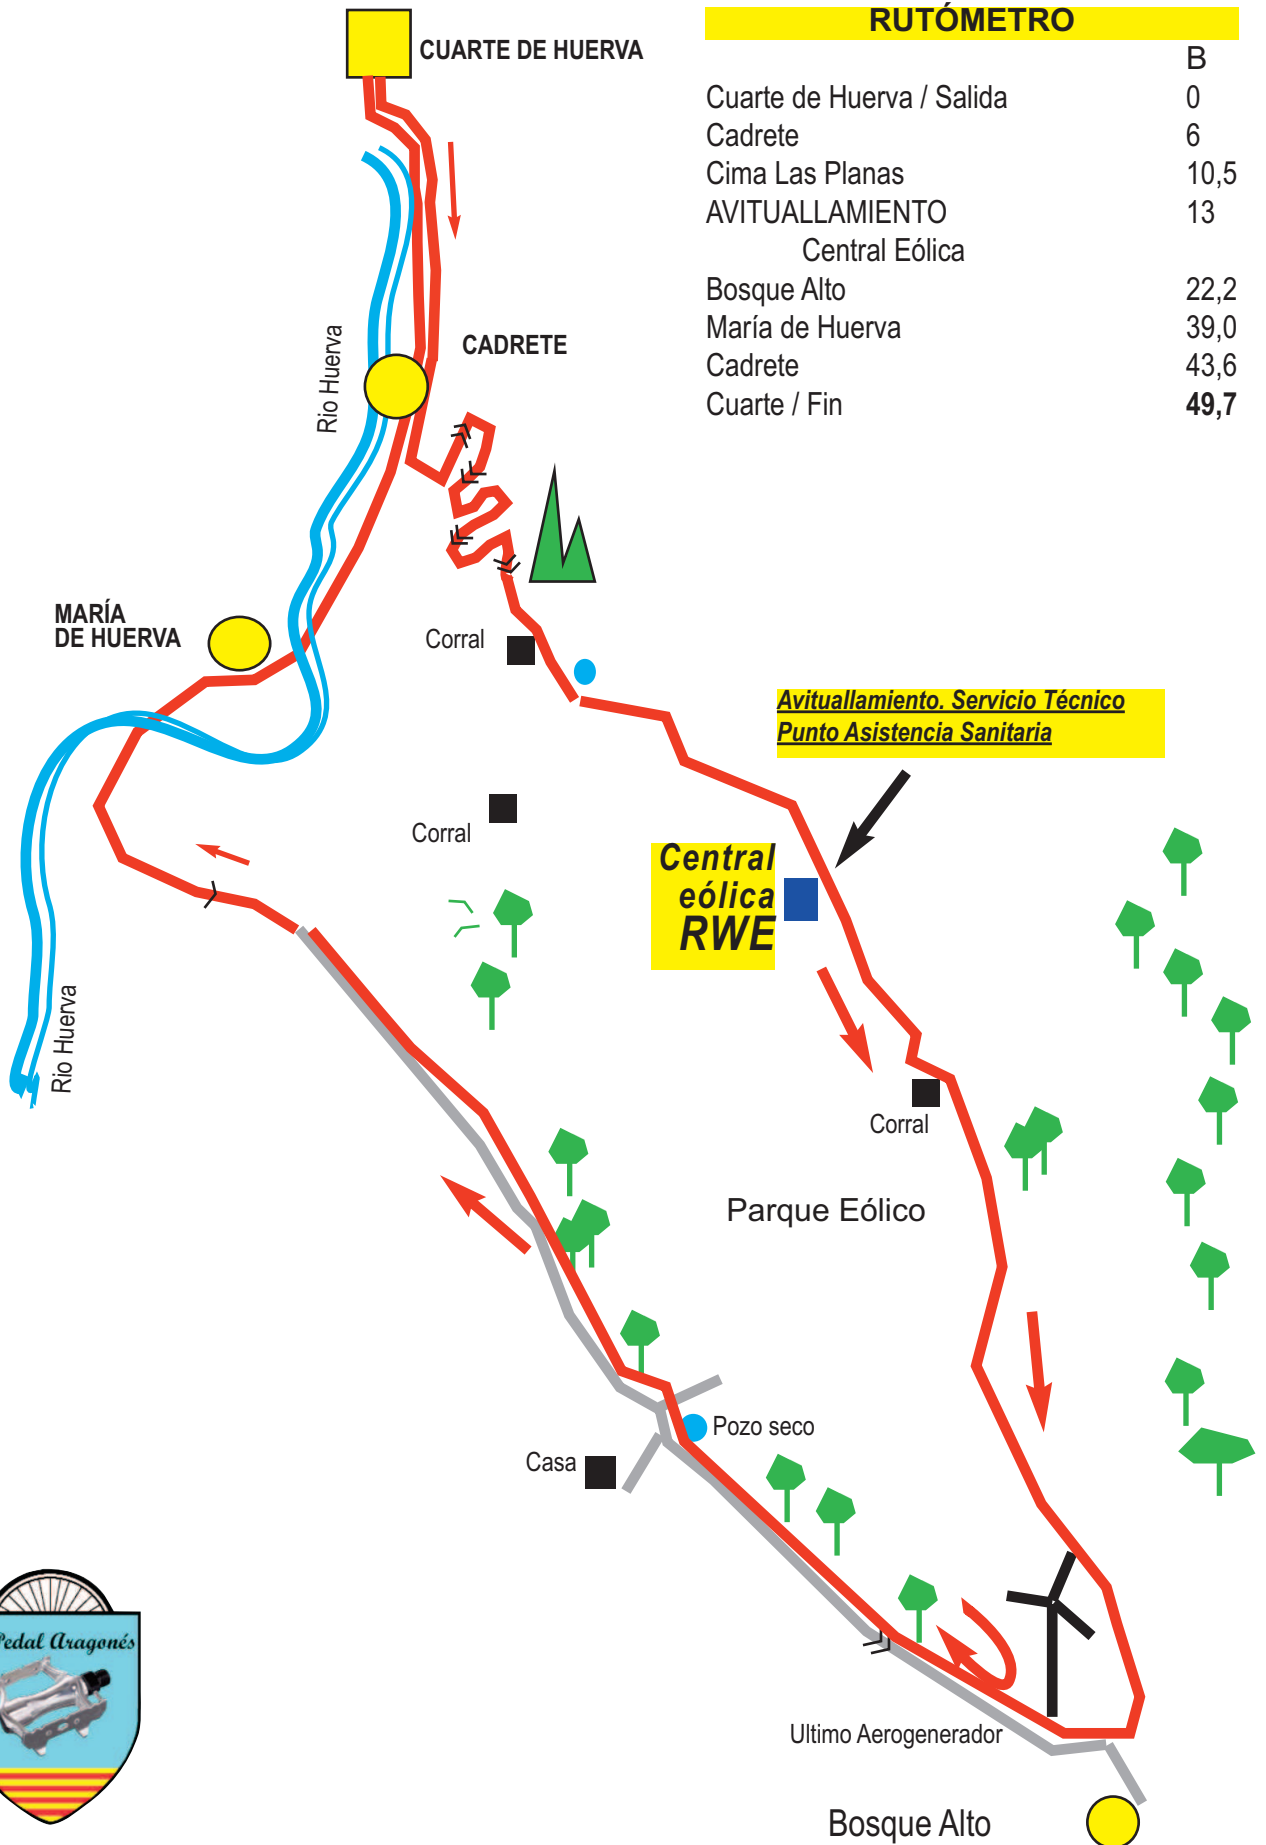 RUTÓMETRO
B
Cuarte de Huerva / Salida 0
Cadrete 6
Cima Las Planas 10,5
AVITUALLAMIENTO 13
Central Eólica
Bosque Alto 22,2
María de Huerva 39,0
Cadrete 43,6
Cuarte / Fin 49,7
CUARTE DE HUERVA
Rio Huerva
CADRETE
MARÍA
DE HUERVA
Corral
Avituallamiento. Servicio Técnico
Punto Asistencia Sanitaria
Corral
Central
eólica
RWE
Rio Huerva
Corral
Parque Eólico
Pozo seco
Casa
Pedal Aragonés
Ultimo Aerogenerador
Bosque Alto